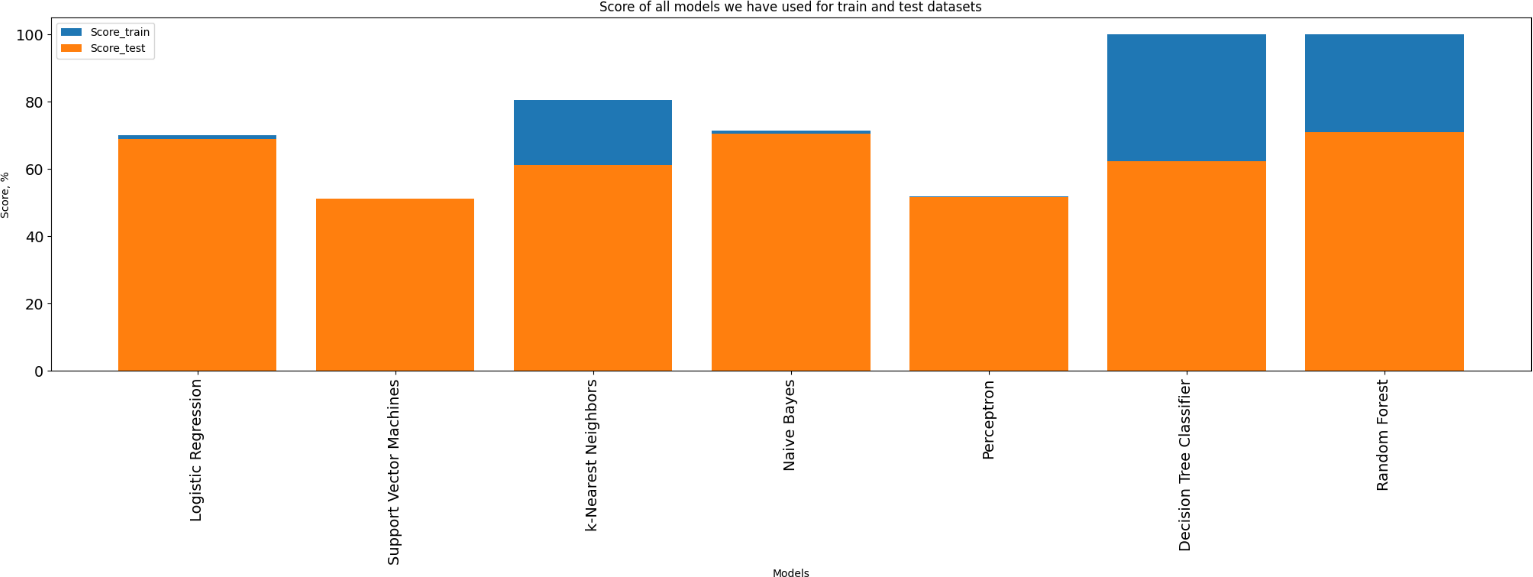 Score of all models we have used for train and test datasets
Score_train
Score_test
100
80
60
40
20
0
Score, %
Logistic Regression
Support Vector Machines
k-Nearest Neighbors
Naive Bayes
Perceptron
Decision Tree Classifier
Random Forest
Models